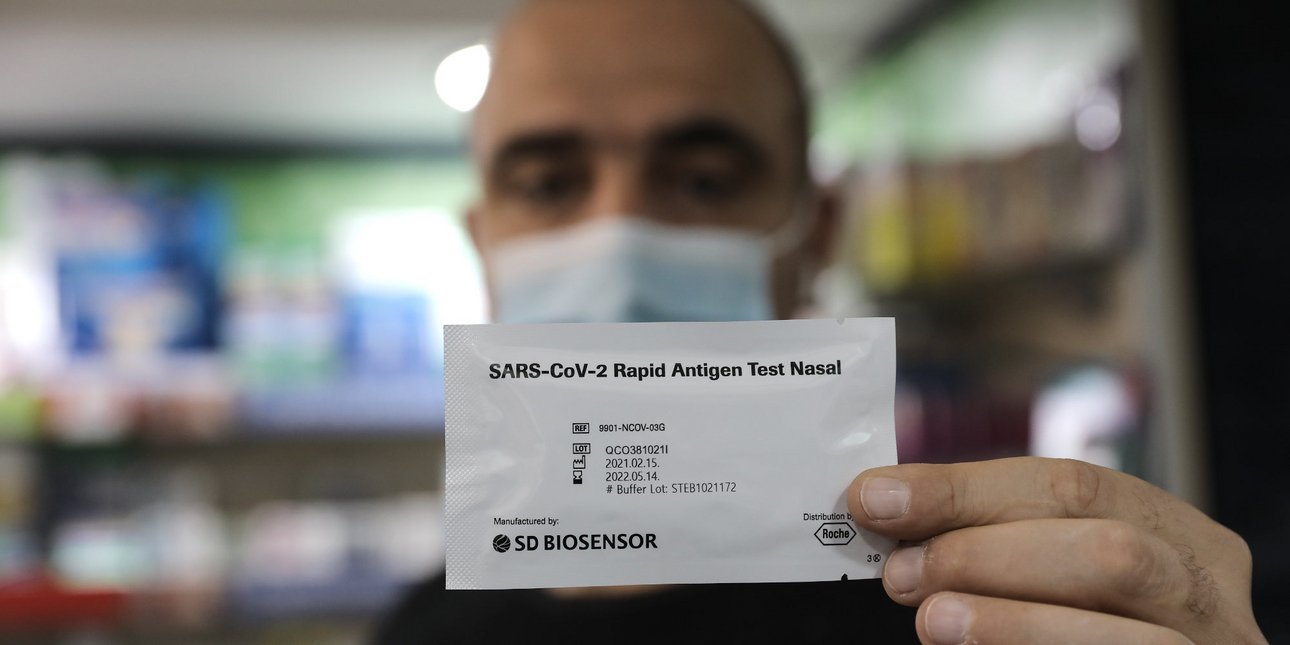 SARS-CoV-2 Rapid Antigen Test Nasal
REF 9901-NCOV-03G
LOT QCO381021I
2021.02.15.
2022.05.14.
# Buffer Lot: STEB1021172
Manufactured by:
SD BIOSENSOR
Distribution
Roche
3